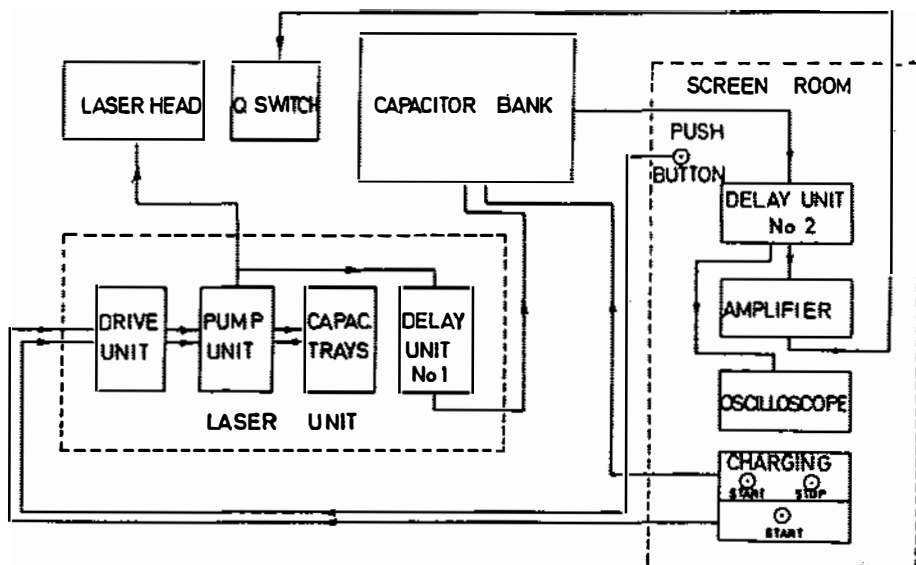 LASER HEAD
Q SWITCH
CAPACITOR BANK
SCREEN ROOM
PUSH
BUTTON
DELAY UNIT
No 2
AMPLIFIER
OSCILLOSCOPE
CHARGING
START STOP
START
DRIVE
UNIT
PUMP
UNIT
CAPAC.
TRAYS
DELAY
UNIT
No 1
LASER UNIT